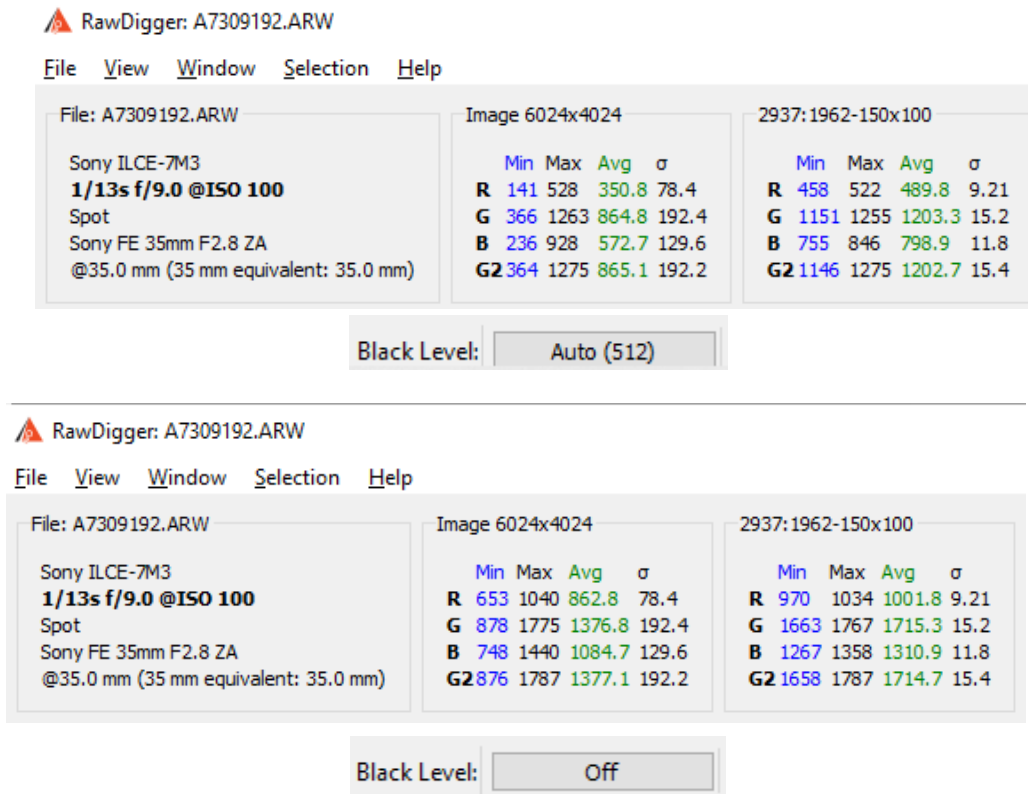 RawDigger: A7309192.ARW
File View Window Selection Help
File: A7309192.ARW Image 6024x4024 2937:1962-150x100
Sony ILCE-7M3 Min Max Avg σ Min Max Avg σ
1/13s f/9.0 @ISO 100 R 141 528 350.8 78.4 R 458 522 489.8 9.21
Spot G 366 1263 864.8 192.4 G 1151 1255 1203.3 15.2
Sony FE 35mm F2.8 ZA B 236 928 572.7 129.6 B 755 846 798.9 11.8
@35.0 mm (35 mm equivalent: 35.0 mm) G2 364 1275 865.1 192.2 G2 1146 1275 1202.7 15.4
Black Level: Auto (512)
RawDigger: A7309192.ARW
File View Window Selection Help
File: A7309192.ARW Image 6024x4024 2937:1962-150x100
Sony ILCE-7M3 Min Max Avg σ Min Max Avg σ
1/13s f/9.0 @ISO 100 R 653 1040 862.8 78.4 R 970 1034 1001.8 9.21
Spot G 878 1775 1376.8 192.4 G 1663 1767 1715.3 15.2
Sony FE 35mm F2.8 ZA B 748 1440 1084.7 129.6 B 1267 1358 1310.9 11.8
@35.0 mm (35 mm equivalent: 35.0 mm) G2 876 1787 1377.1 192.2 G2 1658 1787 1714.7 15.4
Black Level: Off